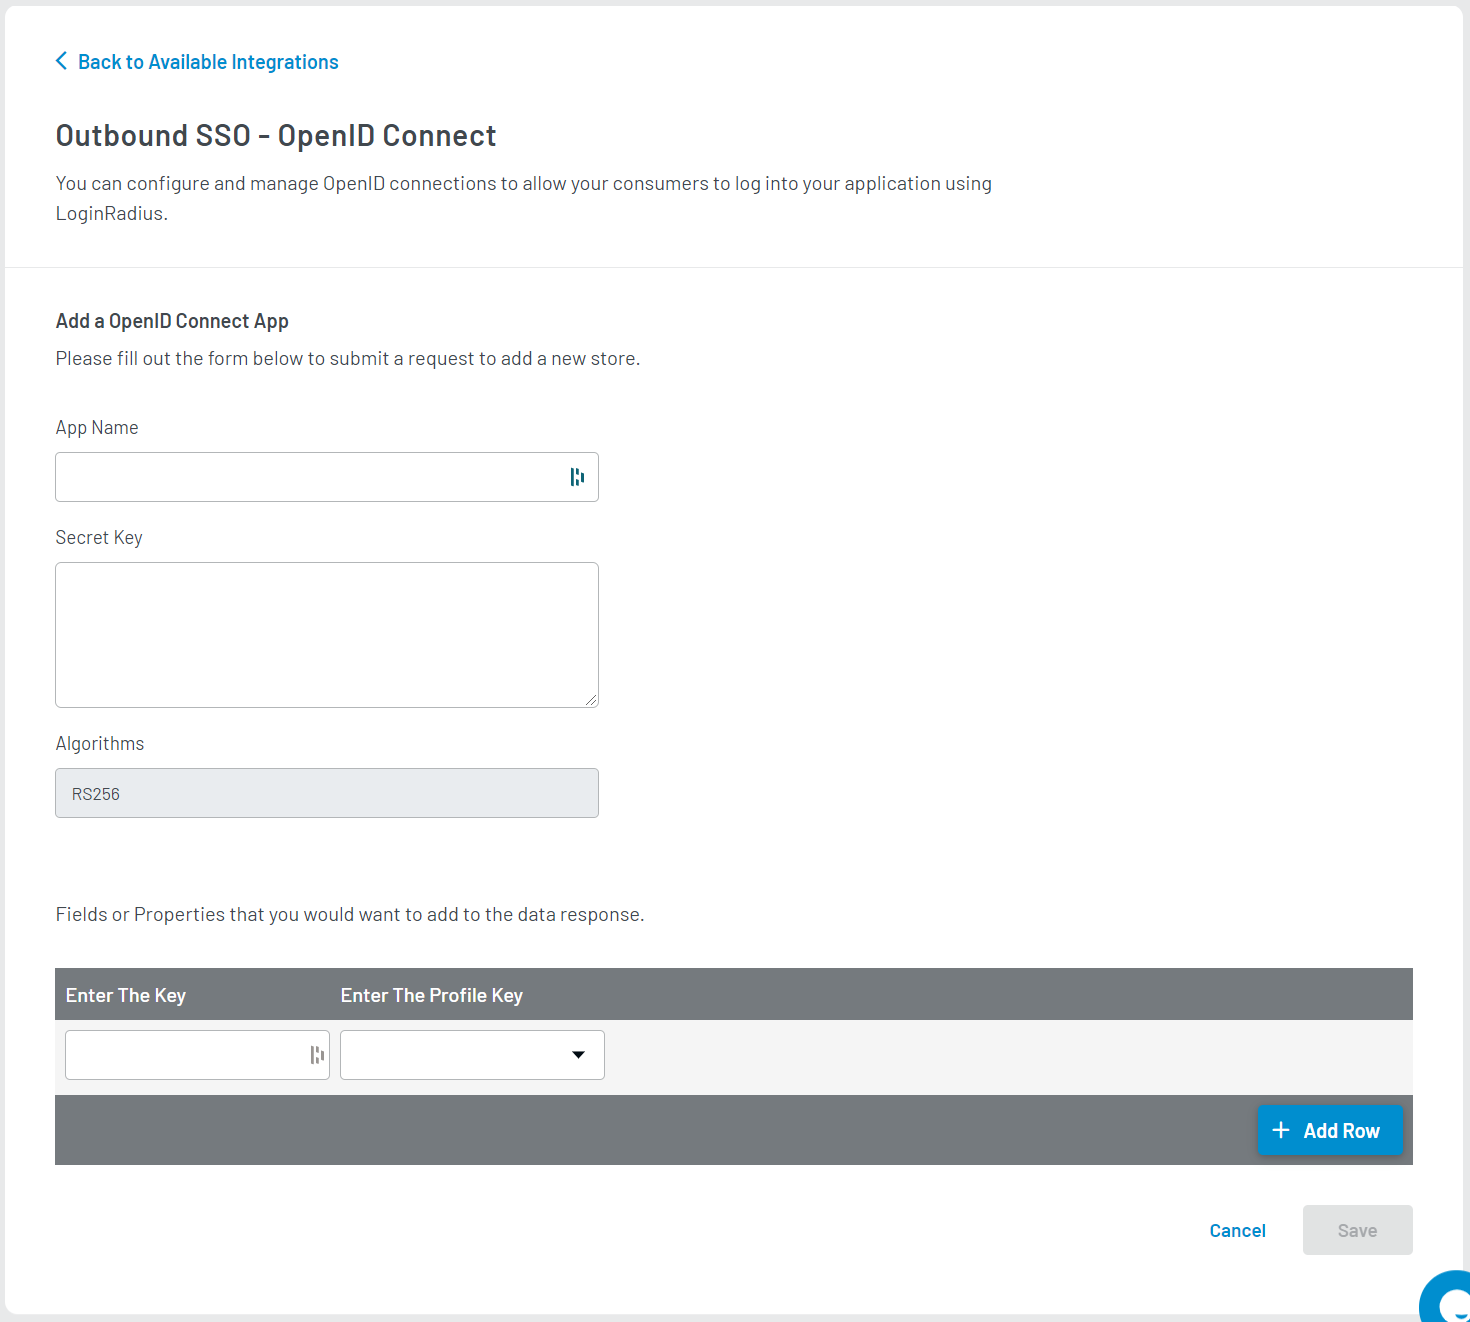 Back to Available Integrations
Outbound SSO - OpenID Connect
You can configure and manage OpenID connections to allow your consumers to log into your application using
LoginRadius.
Add a OpenID Connect App
Please fill out the form below to submit a request to add a new store.
App Name
Secret Key
Algorithms
RS256
Fields or Properties that you would want to add to the data response.
Enter The Key Enter The Profile Key
+ Add Row
Cancel Save